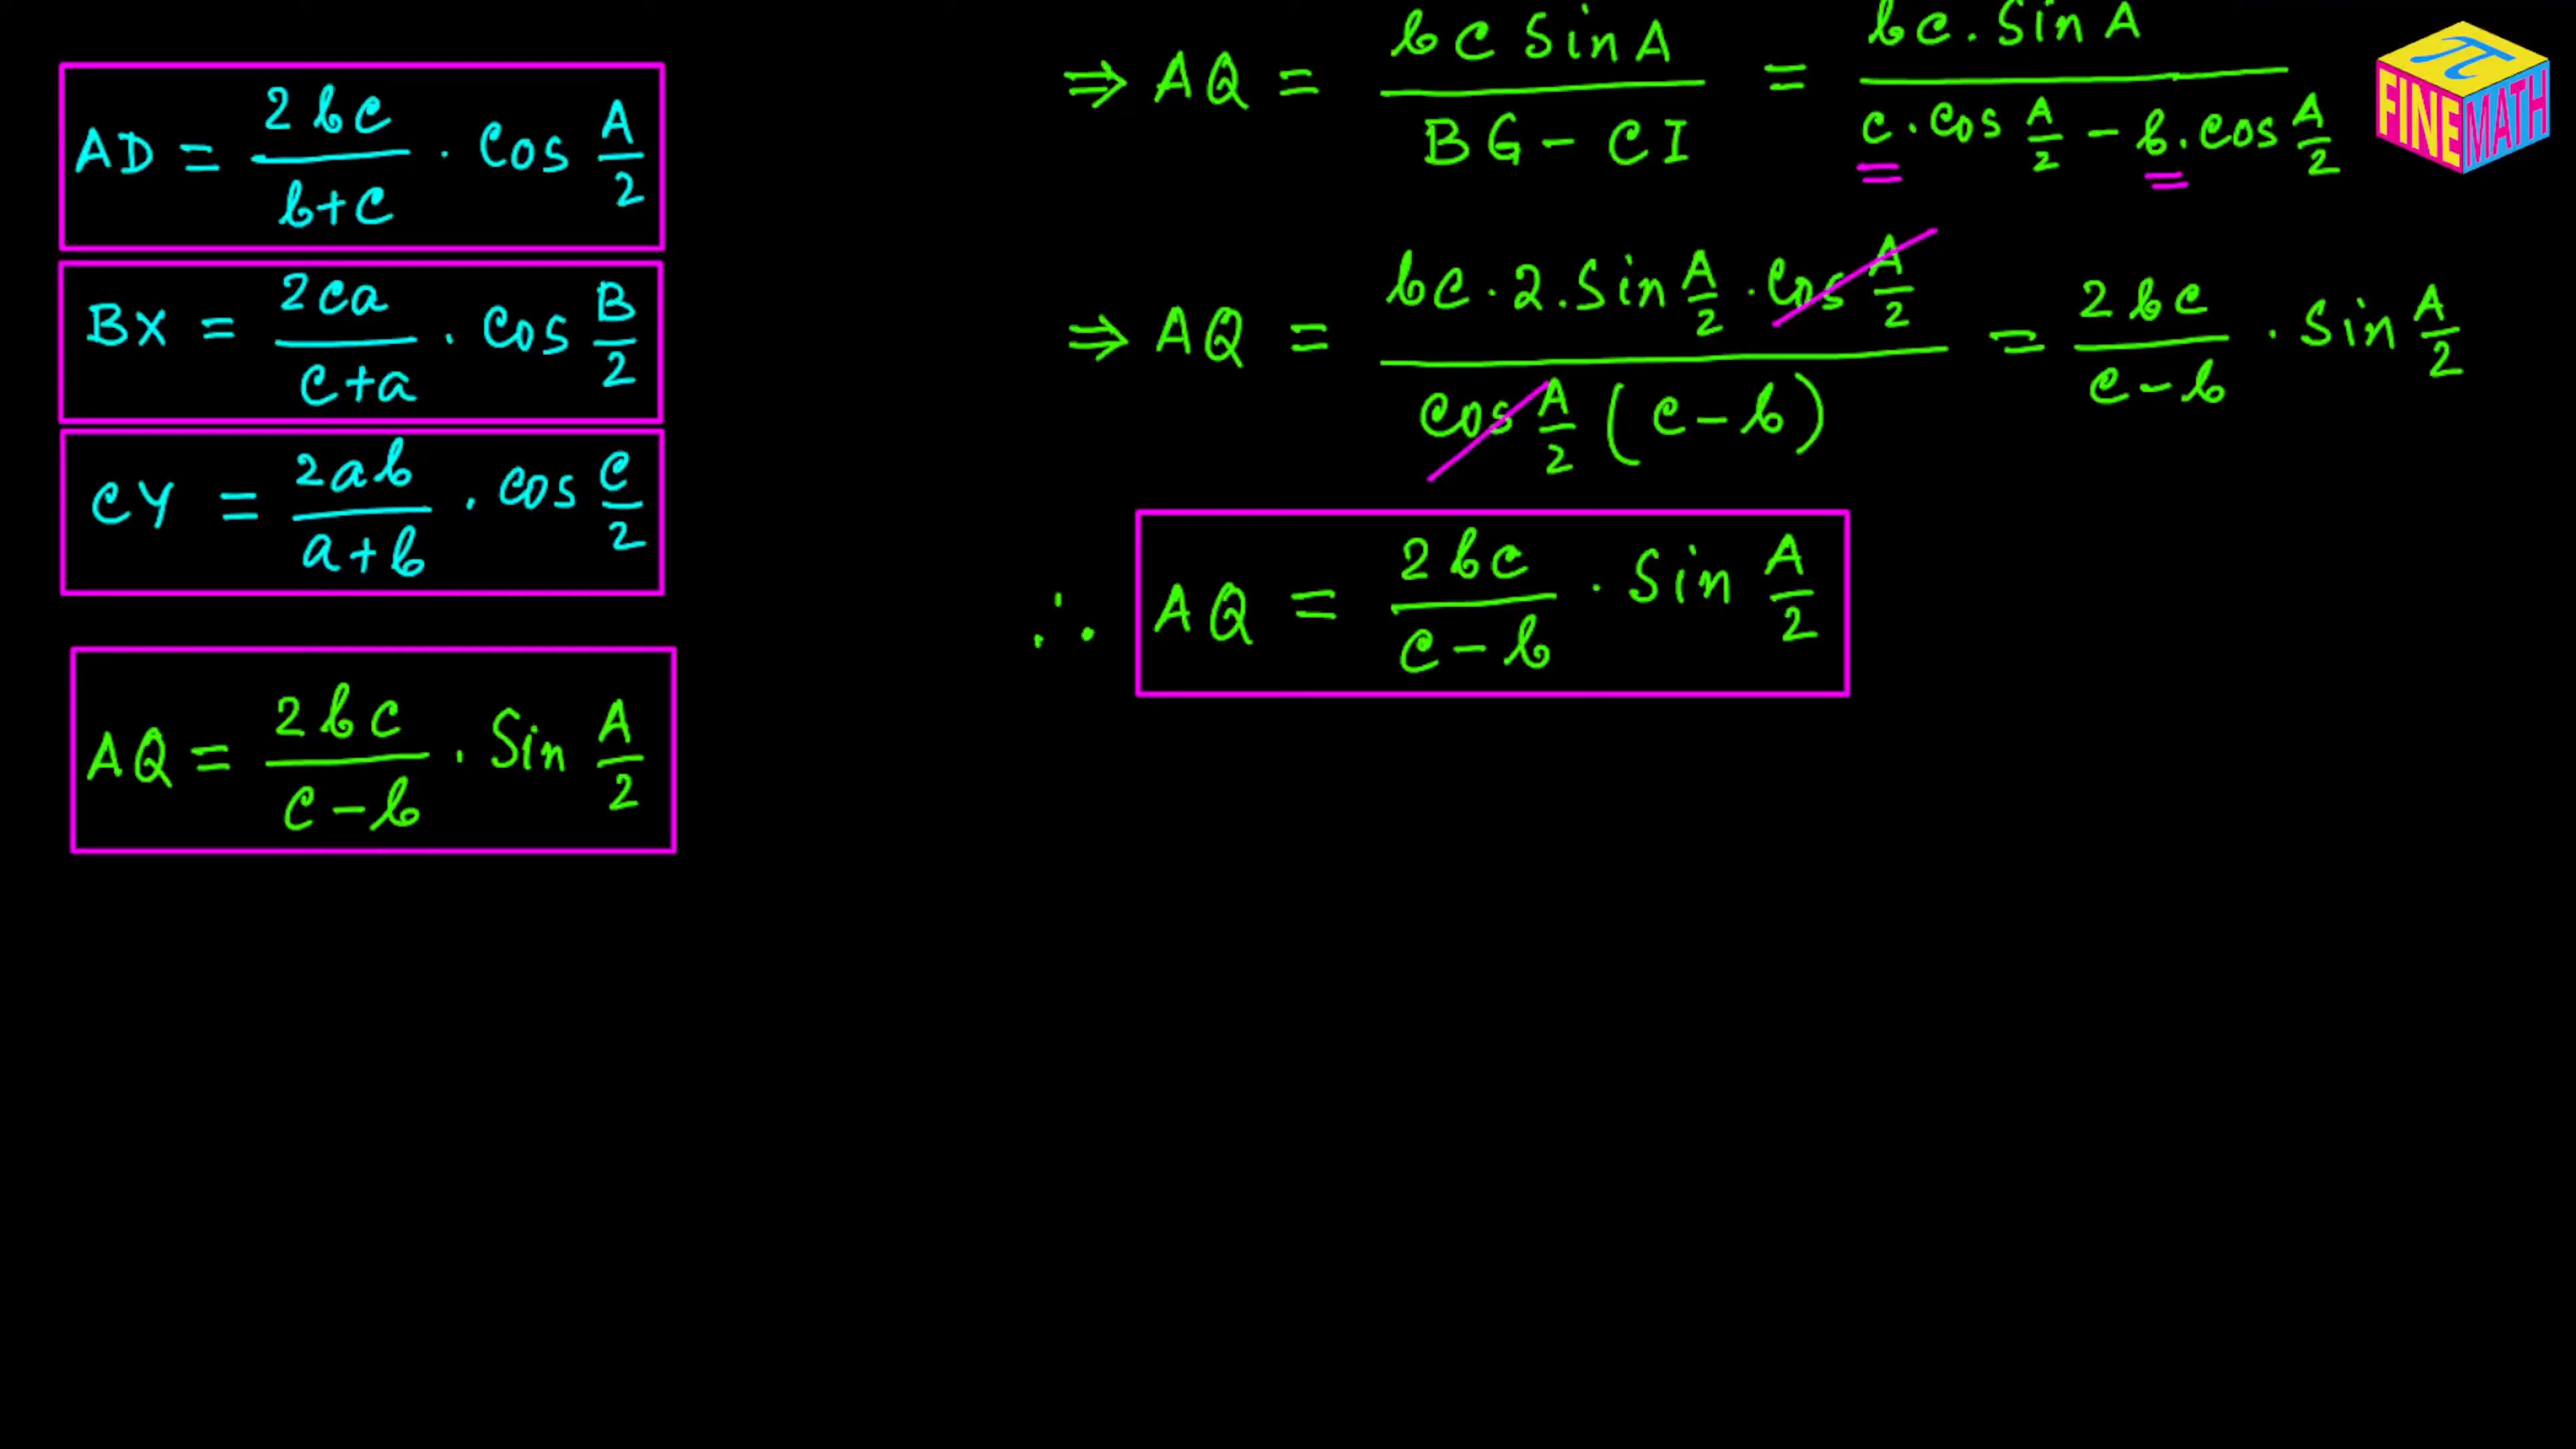 AD = 2bc/(b+c) · Cos A/2
BX = 2ca/(c+a) · Cos B/2
CY = 2ab/(a+b) · Cos C/2
AQ = 2bc/(c-b) · Sin A/2
⇒ AQ = bc Sin A/(BG - CI) = bc. Sin A/(c. Cos A/2 - b. Cos A/2)
⇒ AQ = bc · 2. Sin A/2 · Cos A/2/(Cos A/2 (c-b)) = 2bc/(c-b) · Sin A/2
∴ AQ = 2bc/(c-b) · Sin A/2
π
FINE MATH